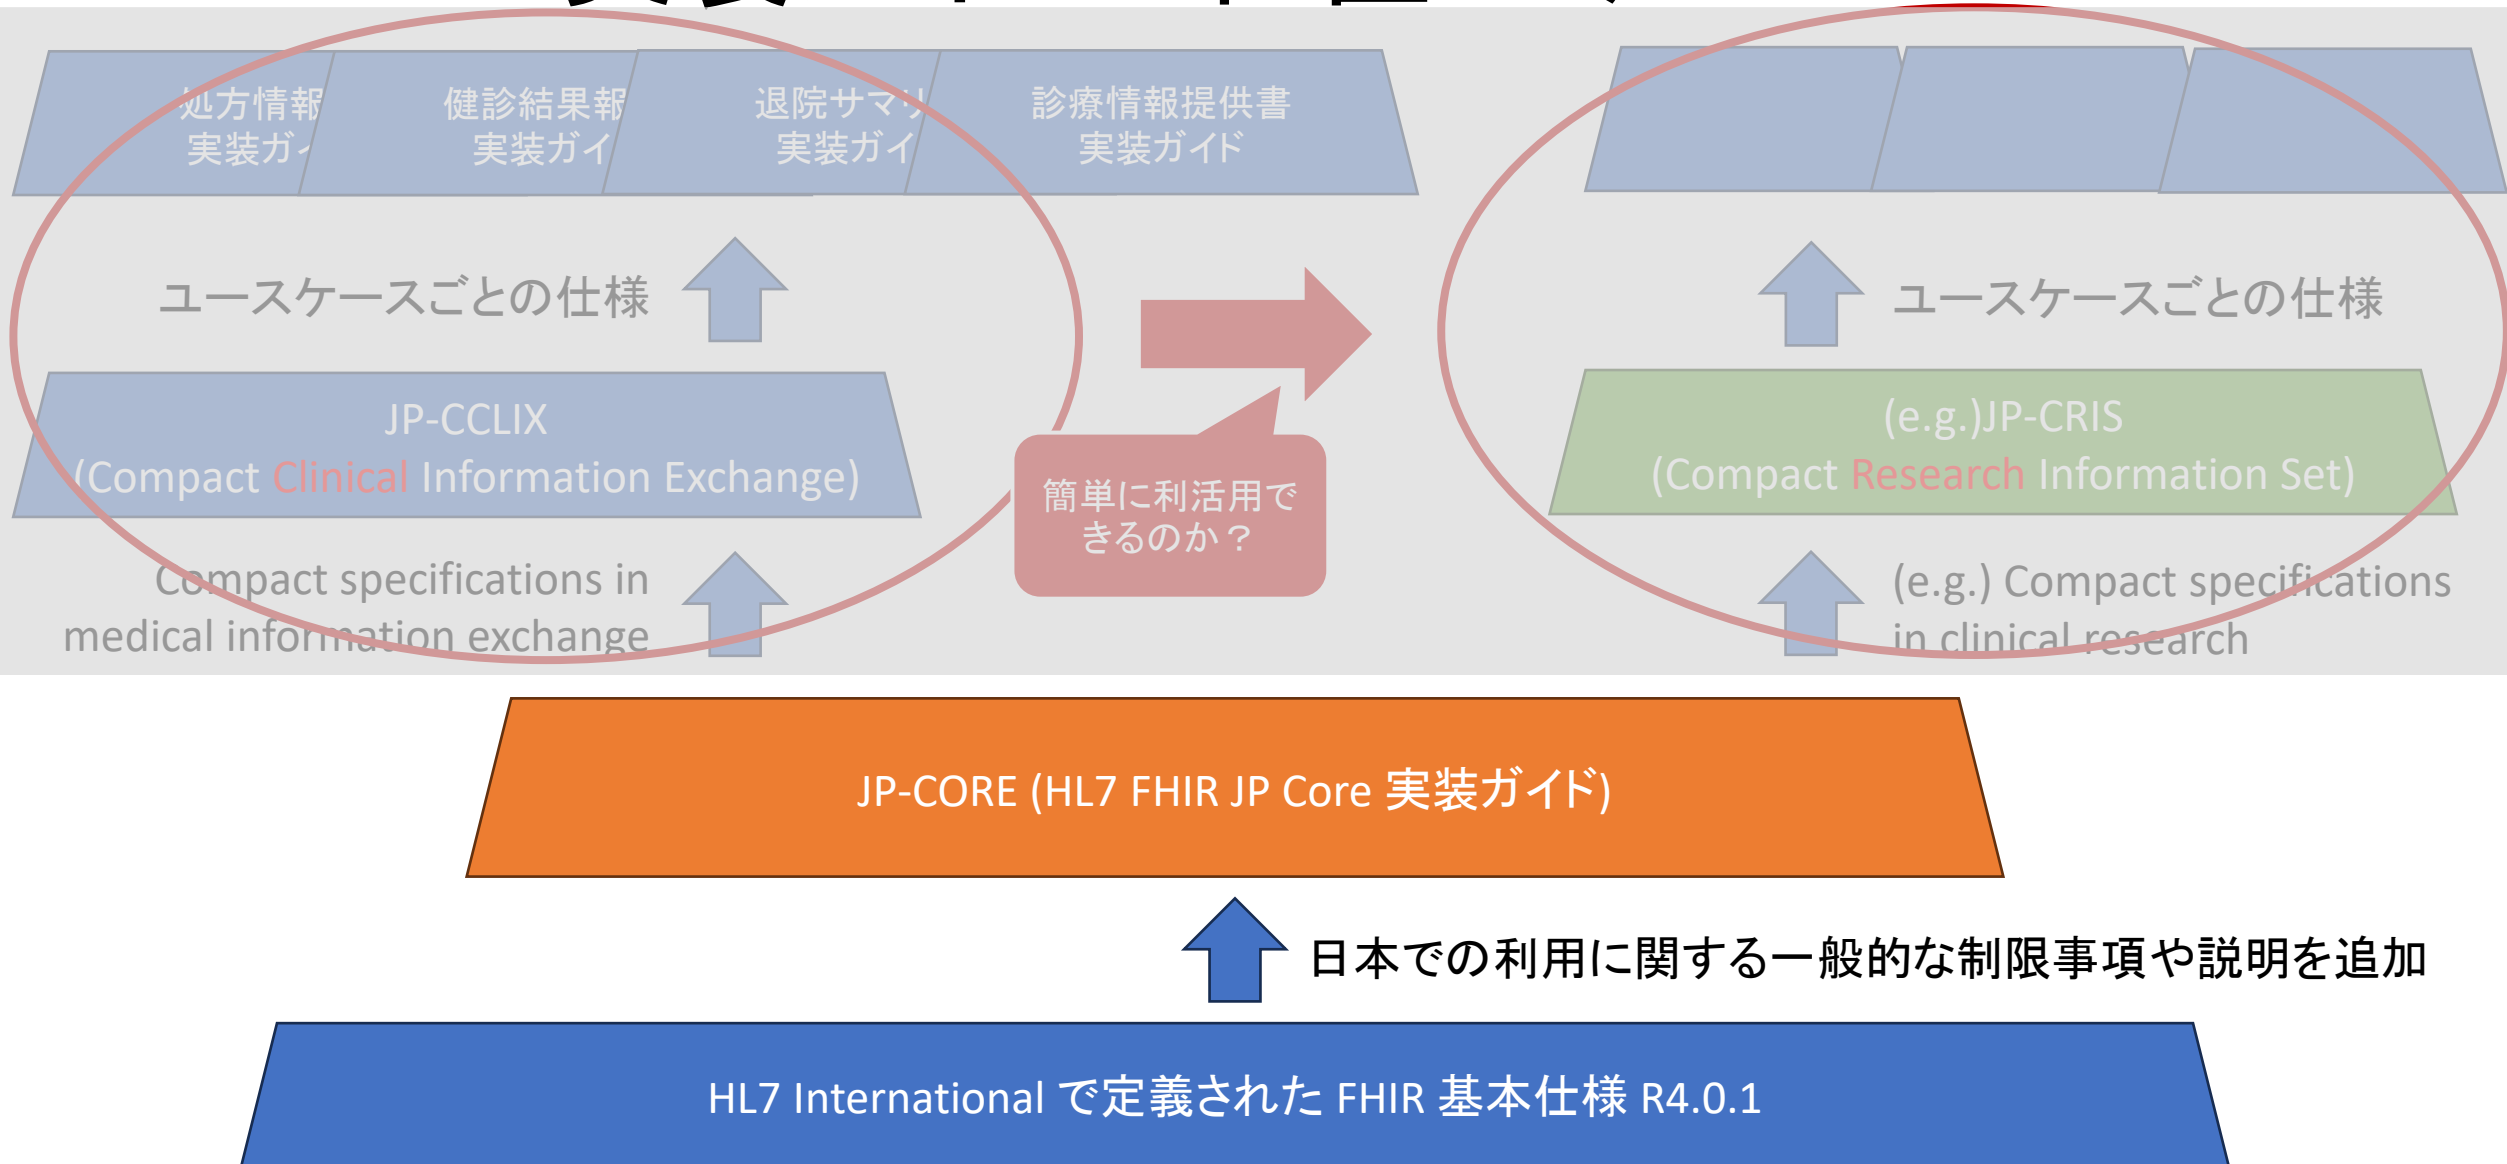 処方情報
実装ガイ
健診結果報
実装ガイ
退院サマリ
実装ガイ
診療情報提供書
実装ガイド
ユースケースごとの仕様
ユースケースごとの仕様
JP-CCLIX
(Compact Clinical Information Exchange)
簡単に利活用で
きるのか？
(e.g.)JP-CRIS
(Compact Research Information Set)
Compact specifications in
medical information exchange
(e.g.) Compact specifications
in clinical research
JP-CORE (HL7 FHIR JP Core 実装ガイド)
日本での利用に関する一般的な制限事項や説明を追加
HL7 International で定義された FHIR 基本仕様 R4.0.1